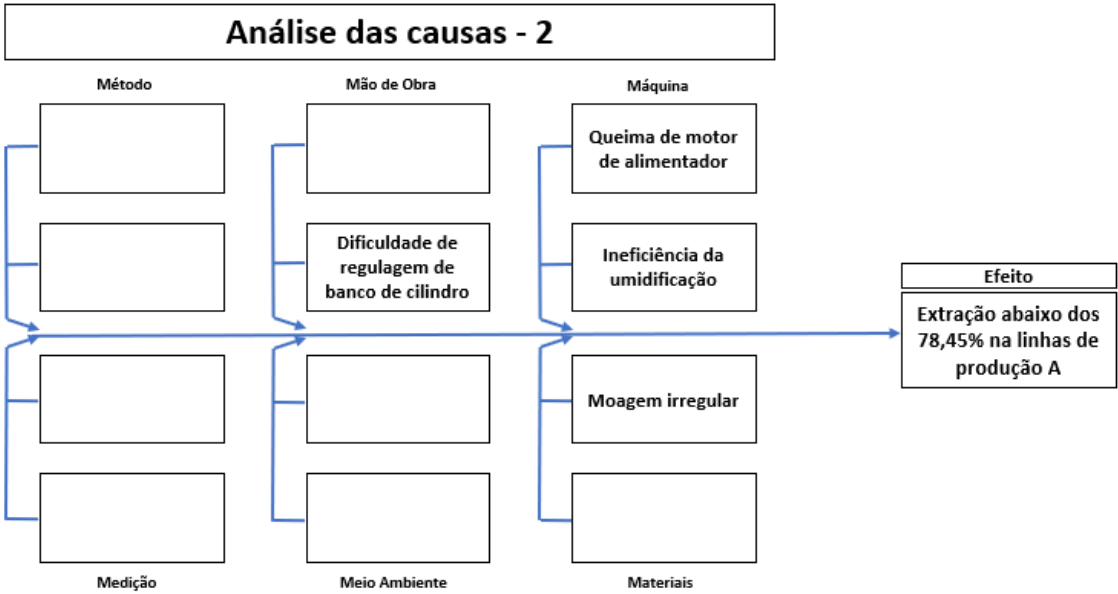 Análise das causas - 2
Método
Mão de Obra
Máquina
Queima de motor
de alimentador
Dificuldade de
regulagem de
banco de cilindro
Ineficiência da
umidificação
Efeito
Extração abaixo dos
78,45% na linhas de
produção A
Moagem irregular
Medição
Meio Ambiente
Materiais